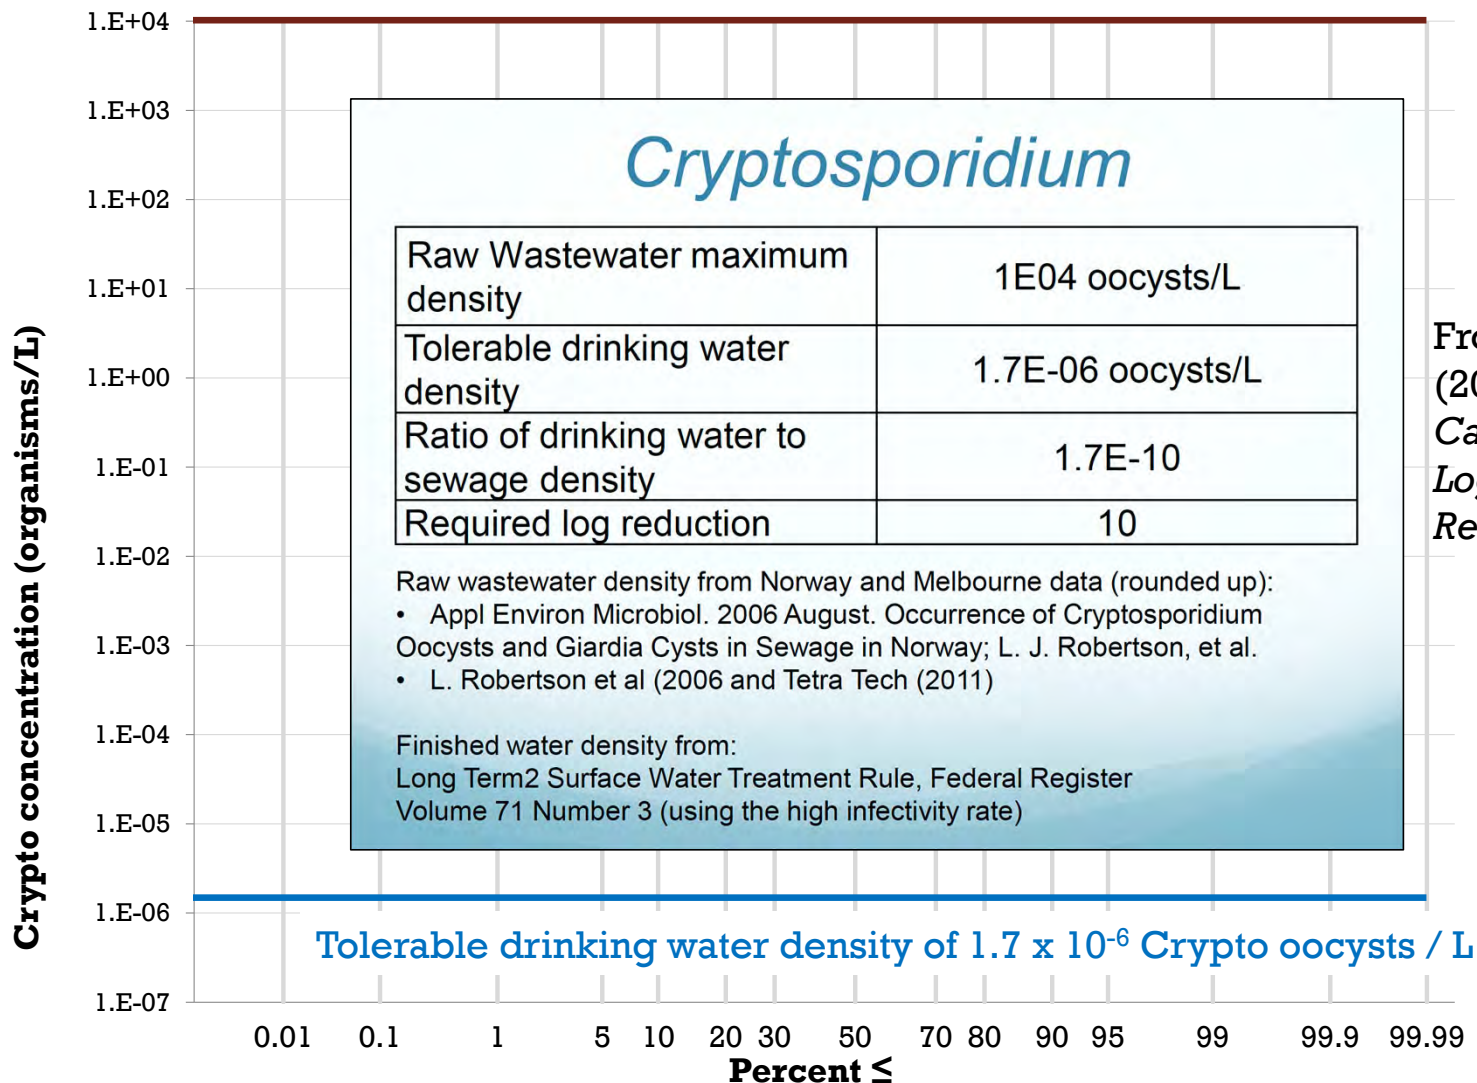 1.E+04
1.E+03
1.E+02
1.E+01
1.E+00
1.E-01
1.E-02
1.E-03
1.E-04
1.E-05
1.E-06
1.E-07
Crypto concentration (organisms/L)
Cryptosporidium
Raw Wastewater maximum
density
1E04 oocysts/L
Tolerable drinking water
density
1.7E-06 oocysts/L
Ratio of drinking water to
sewage density
1.7E-10
Required log reduction
10
Raw wastewater density from Norway and Melbourne data (rounded up):
• Appl Environ Microbiol. 2006 August. Occurrence of Cryptosporidium
Oocysts and Giardia Cysts in Sewage in Norway; L. J. Robertson, et al.
• L. Robertson et al (2006 and Tetra Tech (2011)
Finished water density from:
Long Term2 Surface Water Treatment Rule, Federal Register
Volume 71 Number 3 (using the high infectivity rate)
Tolerable drinking water density of 1.7 x 10⁻⁶ Crypto oocysts / L
0.01 0.1 1 5 10 20 30 50 70 80 90 95 99 99.9 99.99
Percent ≤